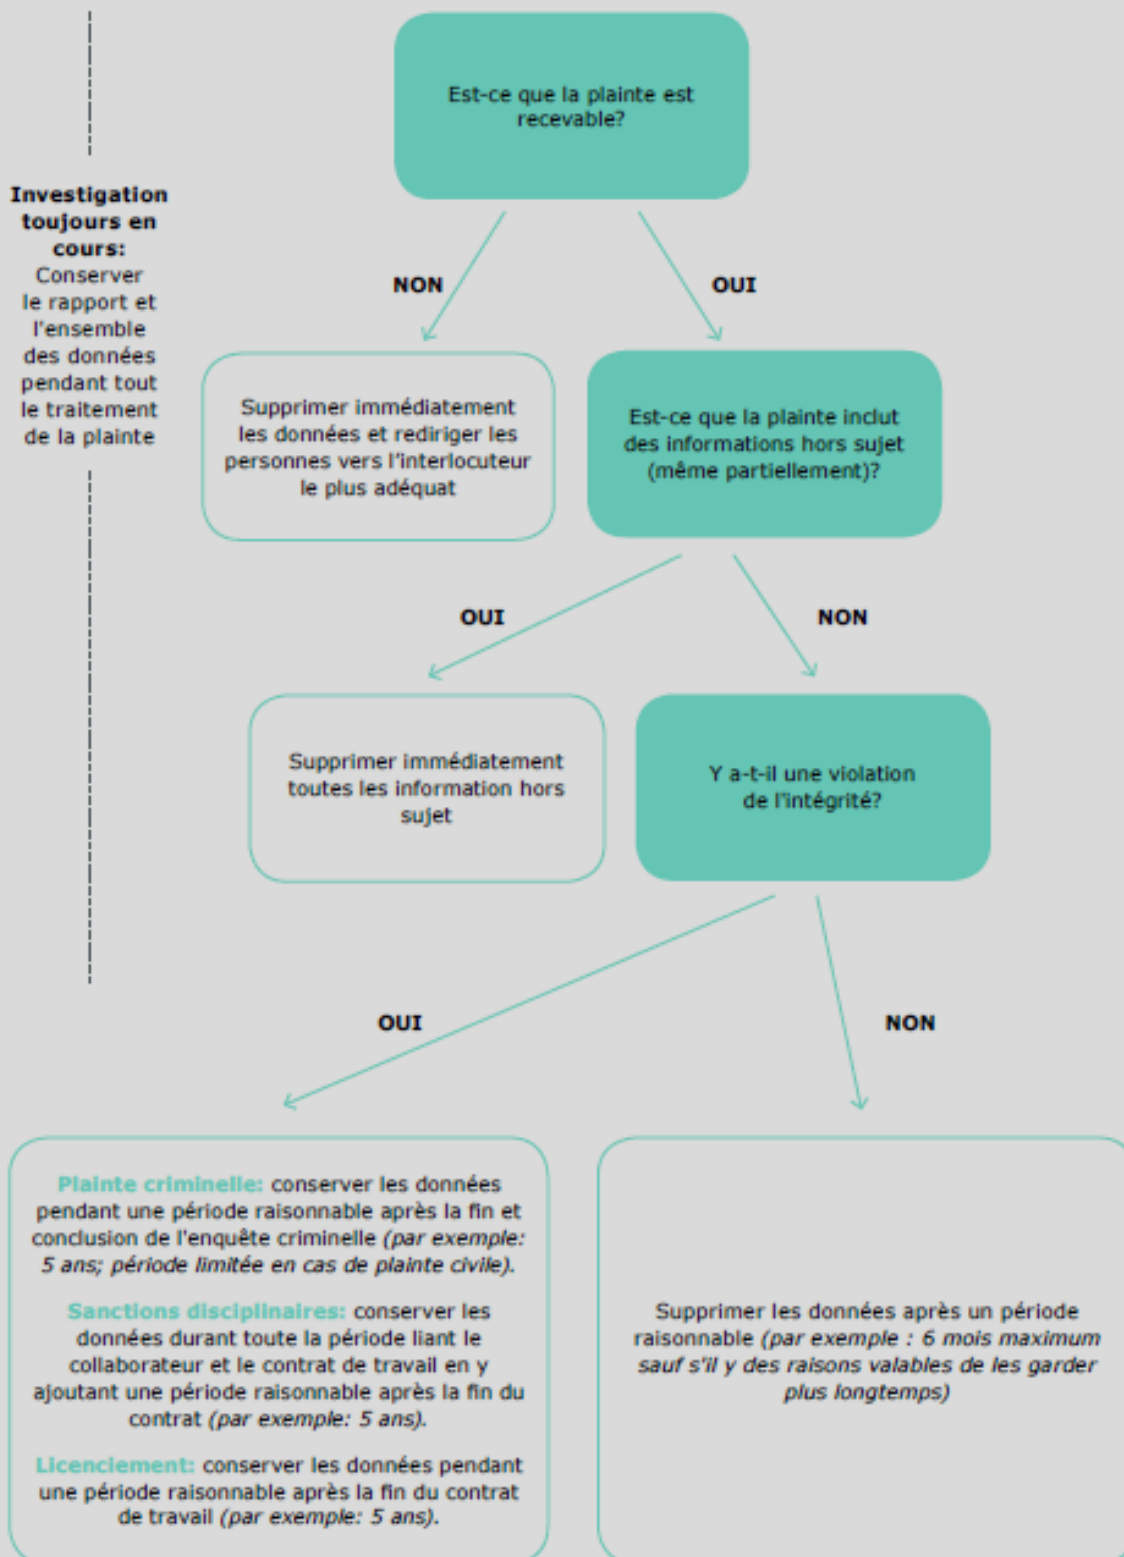 Est-ce que la plainte est
recevable?
Investigation
toujours en
cours:
Conserver
le rapport et
l'ensemble
des données
pendant tout
le traitement
de la plainte
NON
OUI
Supprimer immédiatement
les données et rediriger les
personnes vers l'interlocuteur
le plus adéquat
Est-ce que la plainte inclut
des informations hors sujet
(même partiellement)?
OUI
NON
Supprimer immédiatement
toutes les information hors
sujet
Y a-t-il une violation
de l'intégrité?
OUI
NON
Plainte criminelle: conserver les données
pendant une période raisonnable après la fin et
conclusion de l'enquête criminelle (par exemple:
5 ans; période limitée en cas de plainte civile).
Sanctions disciplinaires: conserver les
données durant toute la période liant le
collaborateur et le contrat de travail en y
ajoutant une période raisonnable après la fin du
contrat (par exemple: 5 ans).
Licenciement: conserver les données pendant
une période raisonnable après la fin du contrat
de travail (par exemple: 5 ans).
Supprimer les données après un période
raisonnable (par exemple : 6 mois maximum
sauf s'il y des raisons valables de les garder
plus longtemps)